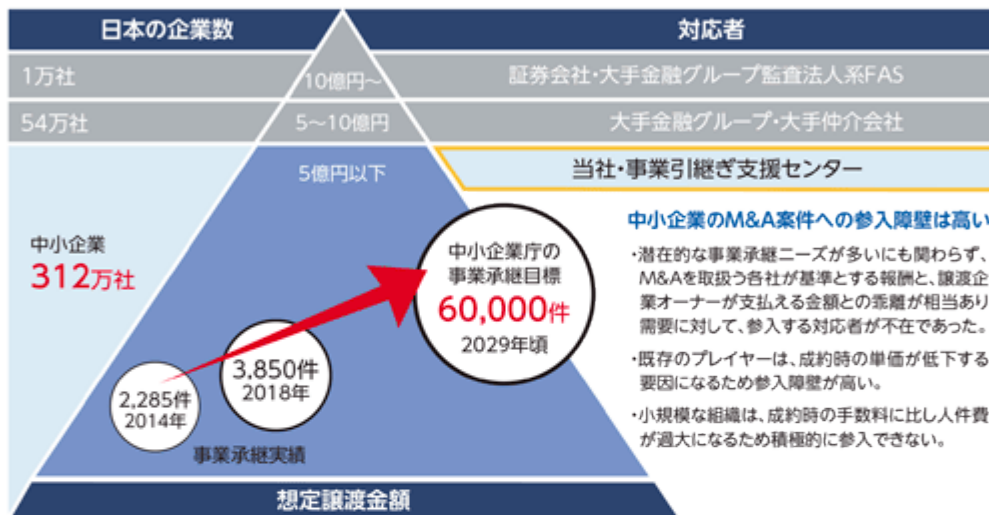 日本の企業数
対応者
1万社
10億円～
証券会社・大手金融グループ監査法人系FAS
54万社
5～10億円
大手金融グループ・大手仲介会社
5億円以下
当社・事業引継ぎ支援センター
中小企業
312万社
中小企業庁の
事業承継目標
60,000件
2029年頃
3,850件
2018年
2,285件
2014年
事業承継実績
想定譲渡金額
中小企業のM&A案件への参入障壁は高い
・潜在的な事業承継ニーズが多いにも関わらず、
M&Aを取扱う各社が基準とする報酬と、譲渡企
業オーナーが支払える金額との乖離が相当あり
需要に対して、参入する対応者が不在であった。
・既存のプレイヤーは、成約時の単価が低下する
要因になるため参入障壁が高い。
・小規模な組織は、成約時の手数料に比し人件費
が過大になるため積極的に参入できない。